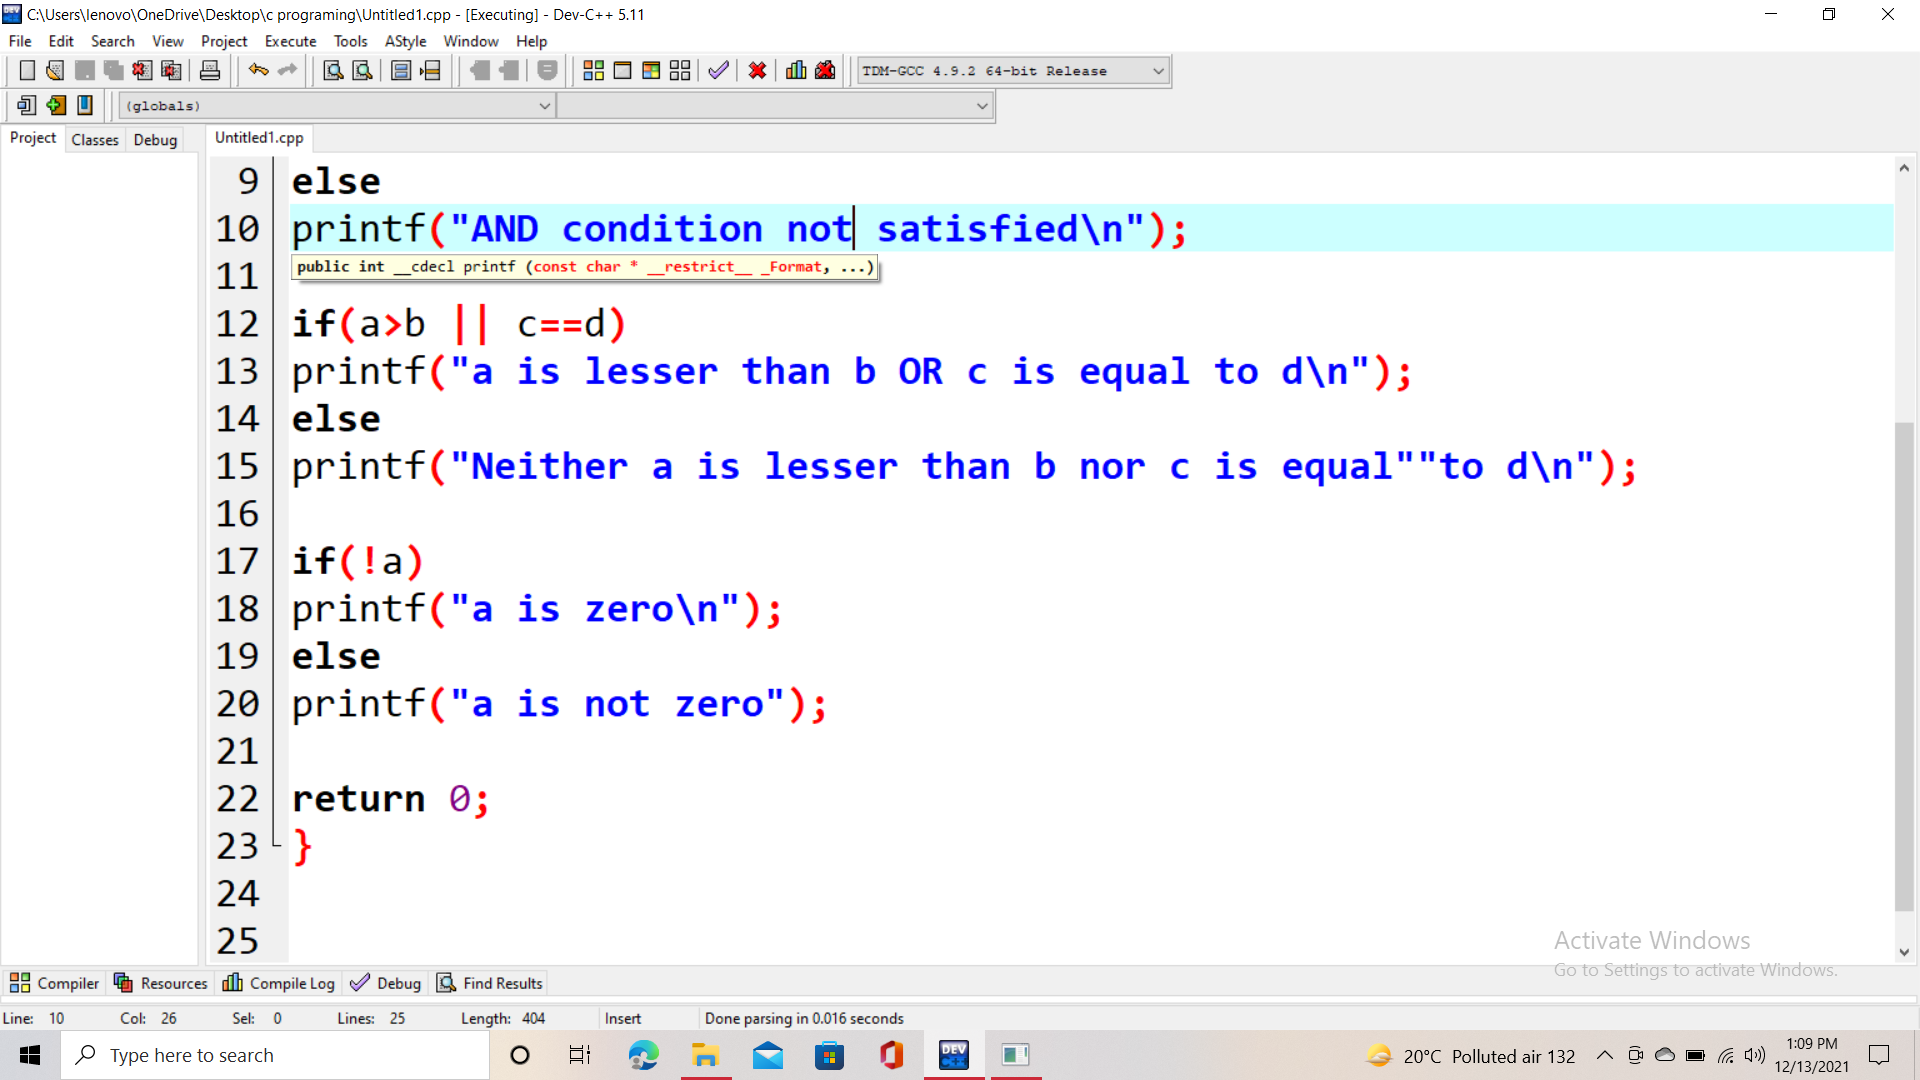 C:\Users\lenovo\OneDrive\Desktop\c programing\Untitled1.cpp - [Executing] - Dev-C++ 5.11
File Edit Search View Project Execute Tools AStyle Window Help
TDM-GCC 4.9.2 64-bit Release
(globals)
Project Classes Debug Untitled1.cpp
9 else
10 printf("AND condition not satisfied\n");
public int __cdecl printf (const char * __restrict__ _Format, ...)
11
12 if(a>b || c==d)
13 printf("a is lesser than b OR c is equal to d\n");
14 else
15 printf("Neither a is lesser than b nor c is equal""to d\n");
16
17 if(!a)
18 printf("a is zero\n");
19 else
20 printf("a is not zero");
21
22 return 0;
23 }
24
25
Activate Windows
Go to Settings to activate Windows.
Compiler Resources Compile Log Debug Find Results
Line: 10 Col: 26 Sel: 0 Lines: 25 Length: 404 Insert Done parsing in 0.016 seconds
Type here to search
DEV C++
20°C Polluted air 132
1:09 PM
12/13/2021